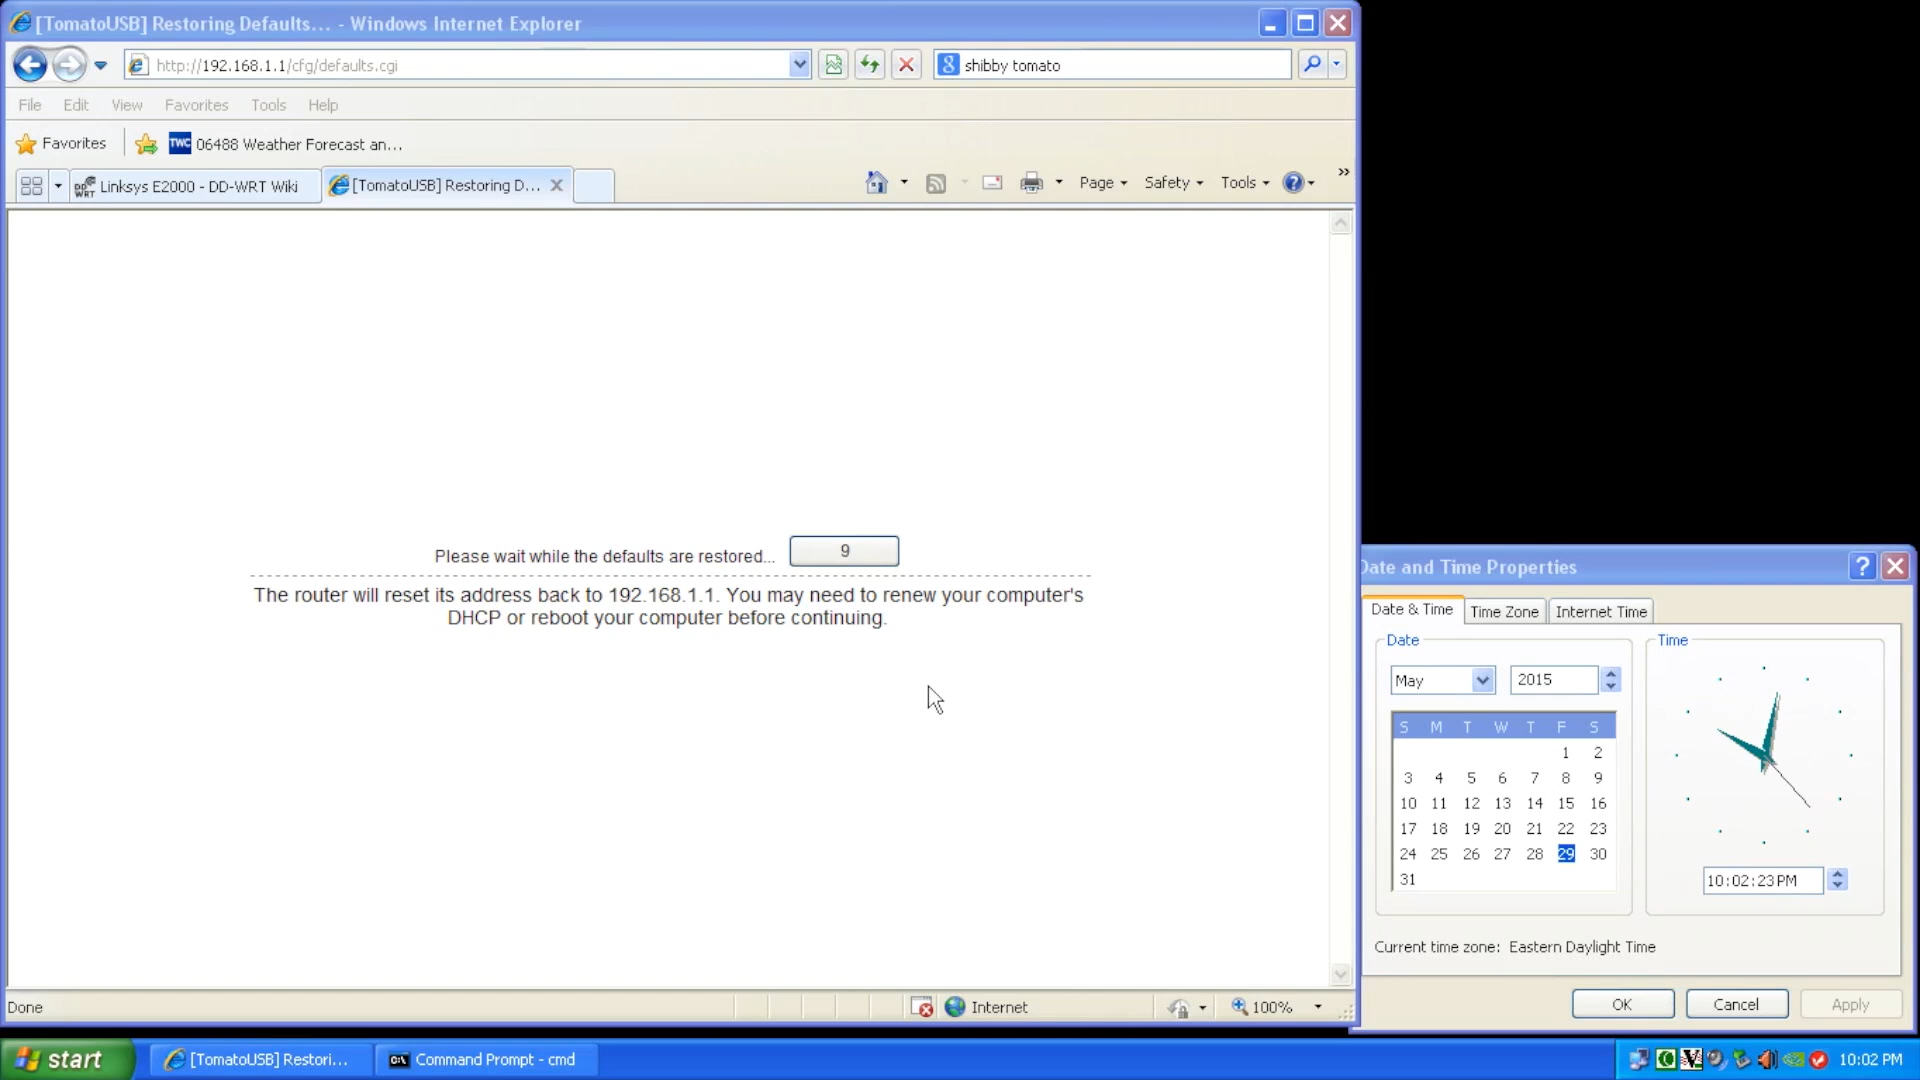 [TomatoUSB] Restoring Defaults... - Windows Internet Explorer
http://192.168.1.1/cfg/defaults.cgi
shibby tomato
File Edit View Favorites Tools Help
Favorites
TWC 06488 Weather Forecast an...
DD-WRT Linksys E2000 - DD-WRT Wiki
[TomatoUSB] Restoring D...
Page Safety Tools
Please wait while the defaults are restored... 9
The router will reset its address back to 192.168.1.1. You may need to renew your computer's
DHCP or reboot your computer before continuing.
Done
Internet
100%
Date and Time Properties
Date & Time Time Zone Internet Time
Date
May 2015
S M T W T F S
1 2
3 4 5 6 7 8 9
10 11 12 13 14 15 16
17 18 19 20 21 22 23
24 25 26 27 28 29 30
31
Time
10:02:23 PM
Current time zone: Eastern Daylight Time
OK Cancel Apply
start
[TomatoUSB] Restori...
Command Prompt - cmd
10:02 PM